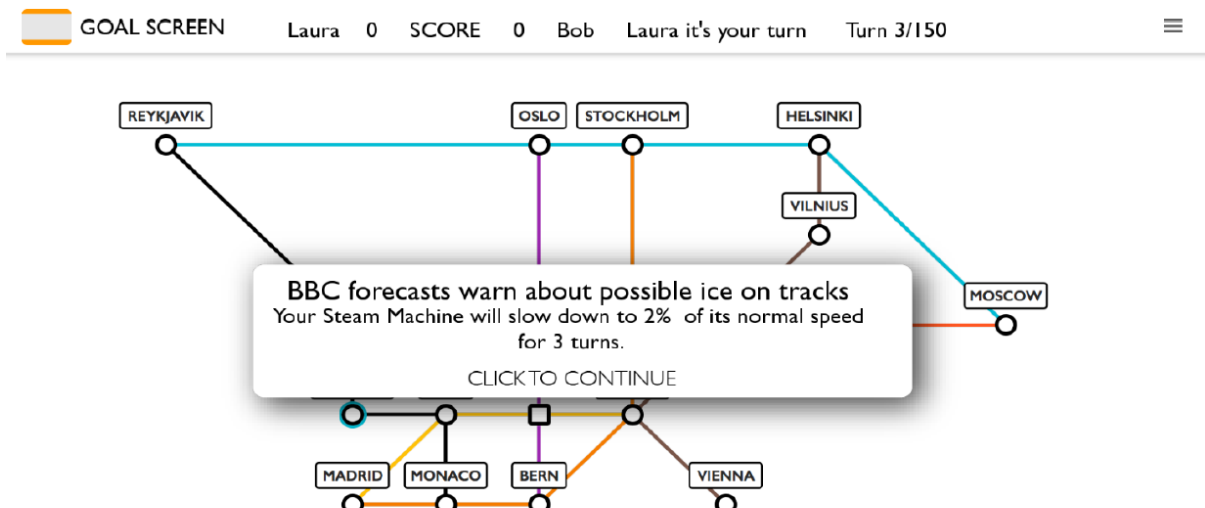 GOAL SCREEN Laura 0 SCORE 0 Bob Laura it's your turn Turn 3/150
REYKJAVIK OSLO STOCKHOLM HELSINKI
VILNIUS
MOSCOW
BBC forecasts warn about possible ice on tracks
Your Steam Machine will slow down to 2% of its normal speed
for 3 turns.
CLICK TO CONTINUE
MADRID MONACO BERN VIENNA